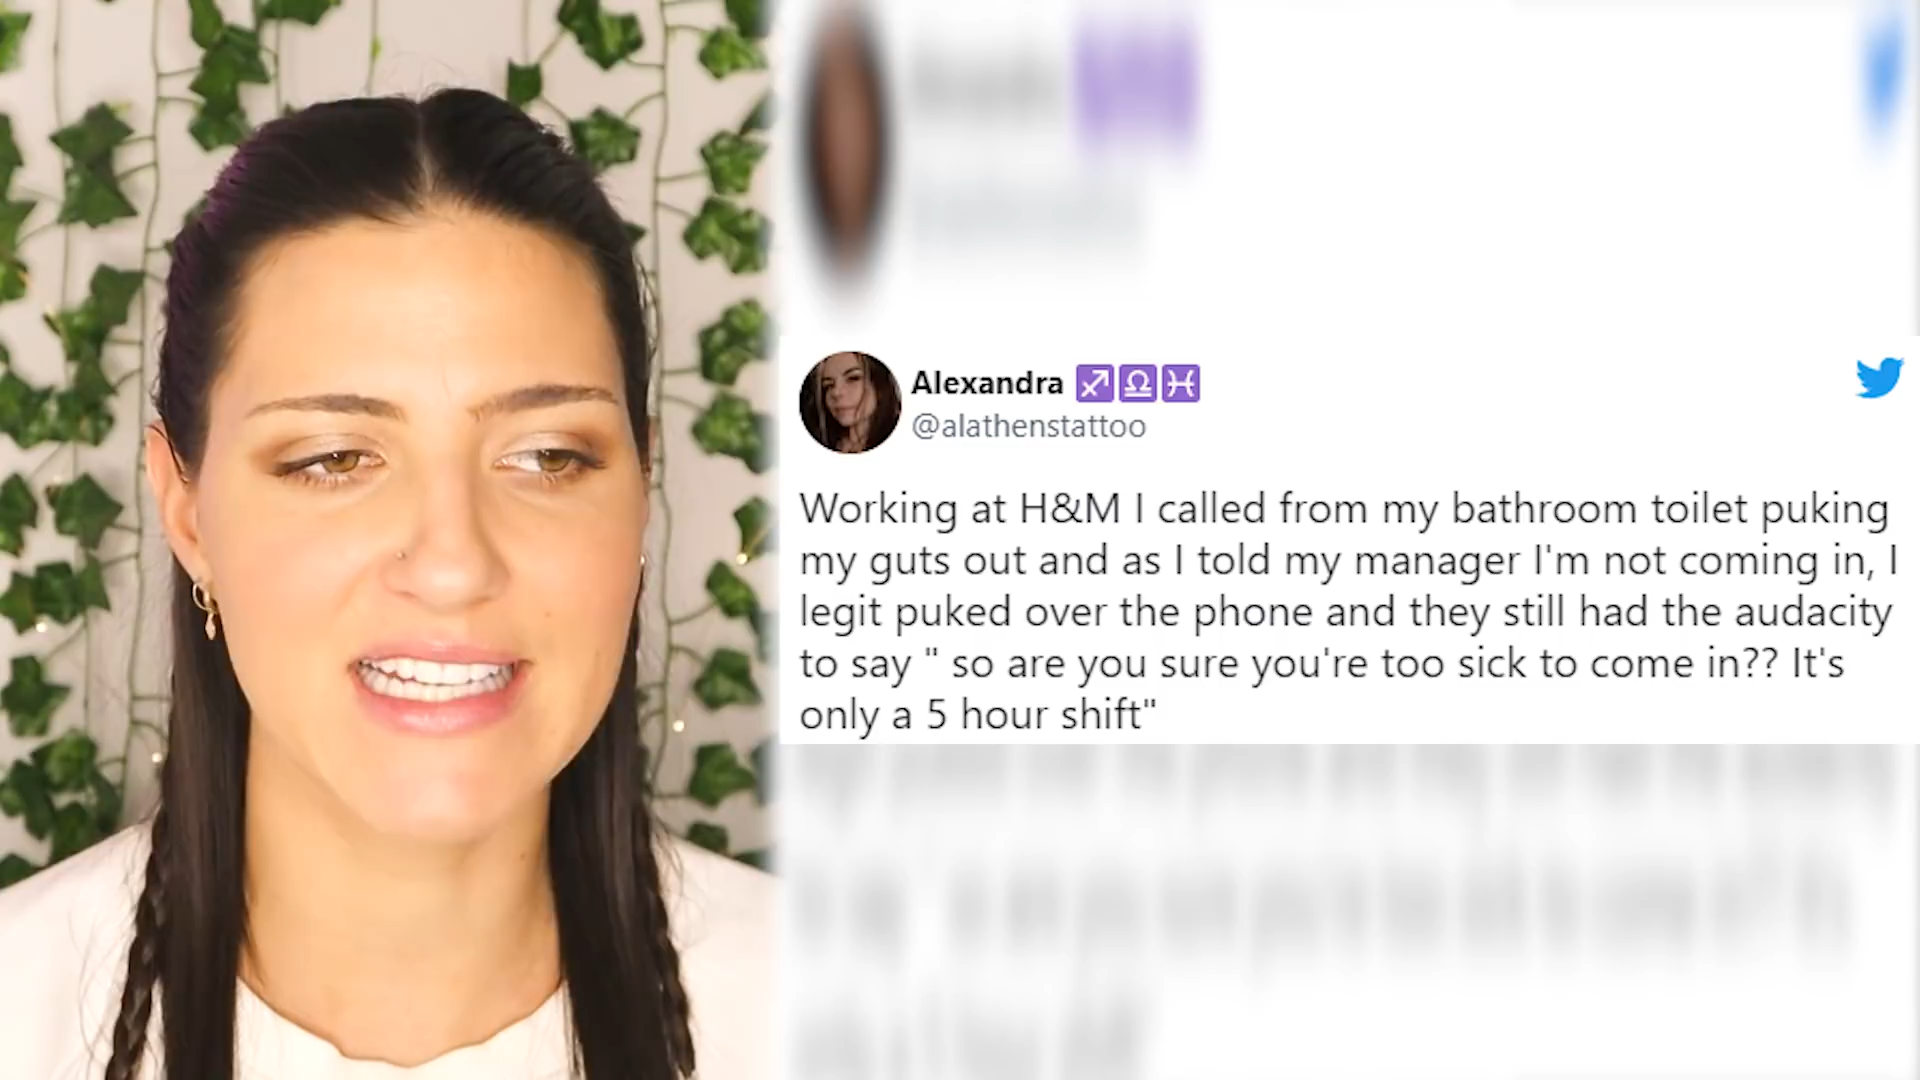 Alexandra ♐♎♓
@alathenstattoo
Working at H&M I called from my bathroom toilet puking
my guts out and as I told my manager I'm not coming in, I
legit puked over the phone and they still had the audacity
to say " so are you sure you're too sick to come in?? It's
only a 5 hour shift"